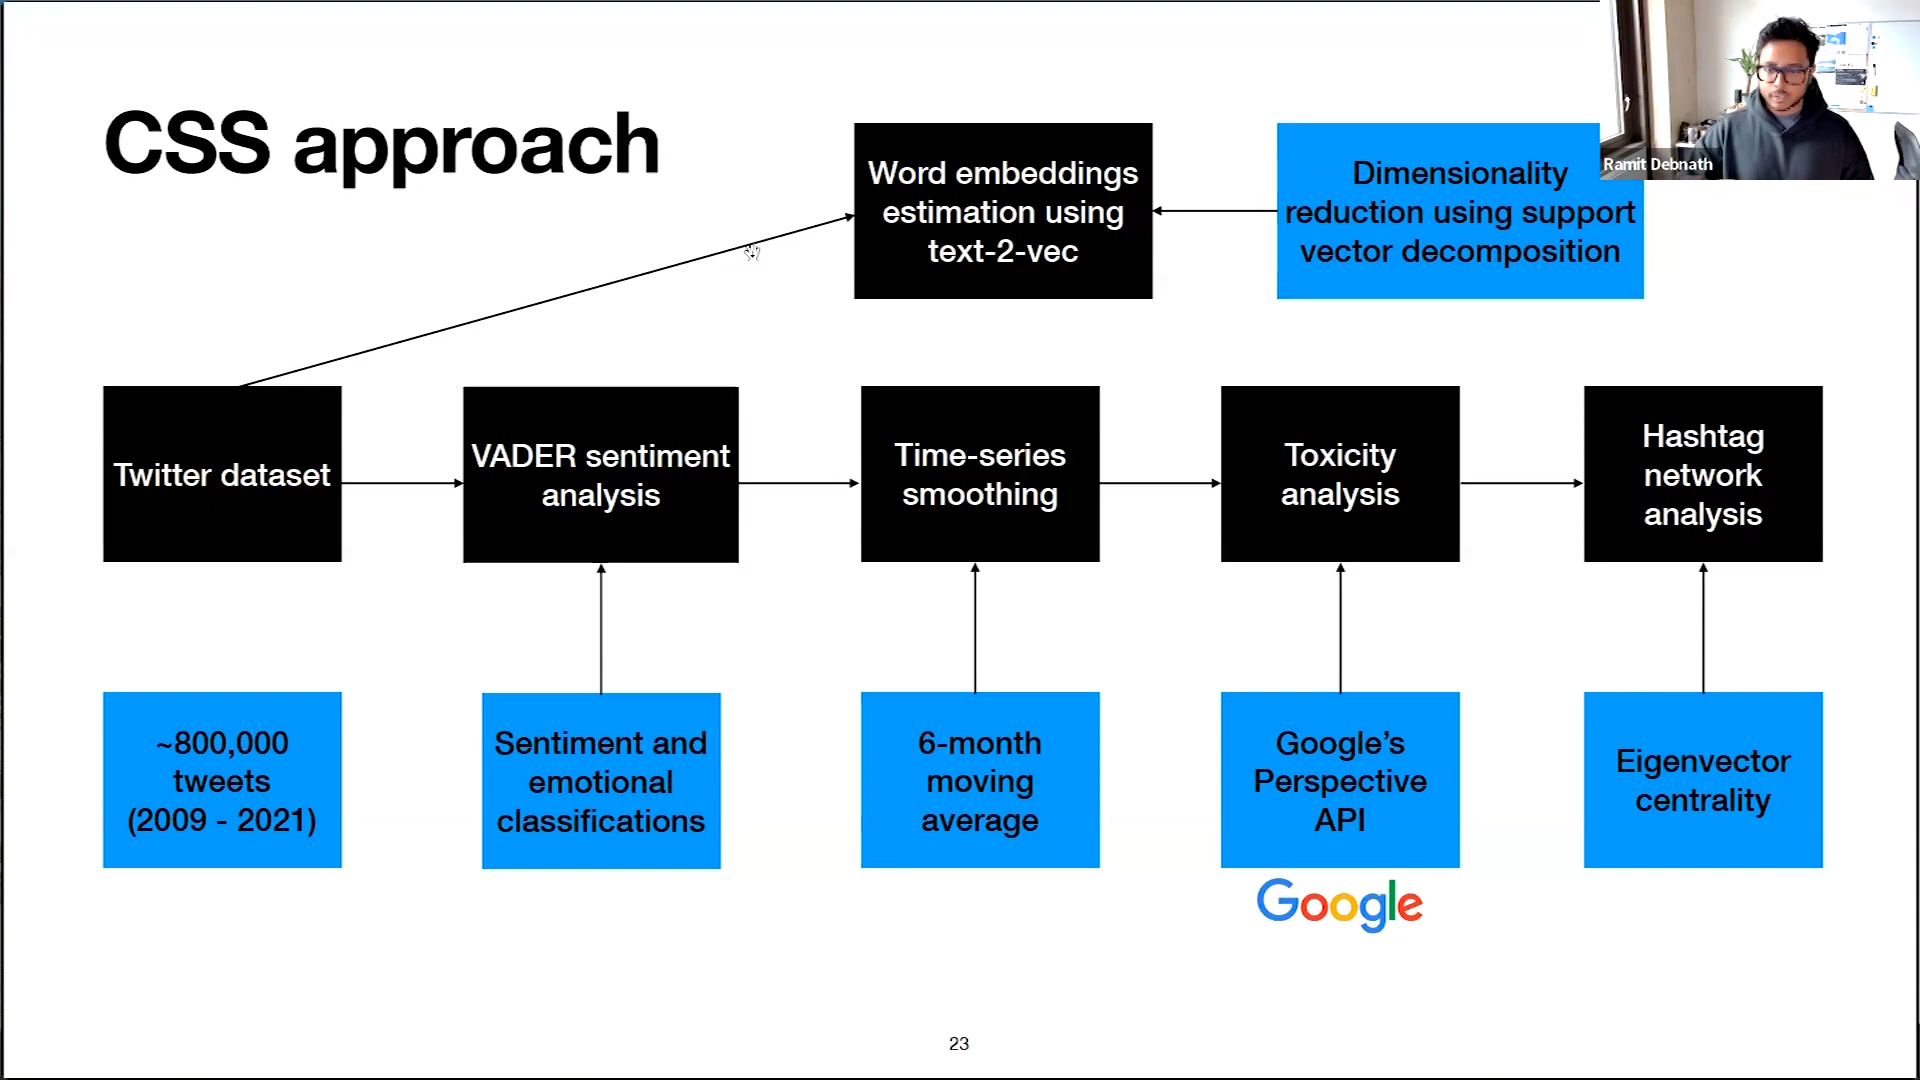 CSS approach
Word embeddings
estimation using
text-2-vec
Dimensionality
reduction using support
vector decomposition
Ramit Debnath
Twitter dataset
VADER sentiment
analysis
Time-series
smoothing
Toxicity
analysis
Hashtag
network
analysis
~800,000
tweets
(2009 - 2021)
Sentiment and
emotional
classifications
6-month
moving
average
Google's
Perspective
API
Eigenvector
centrality
Google
23